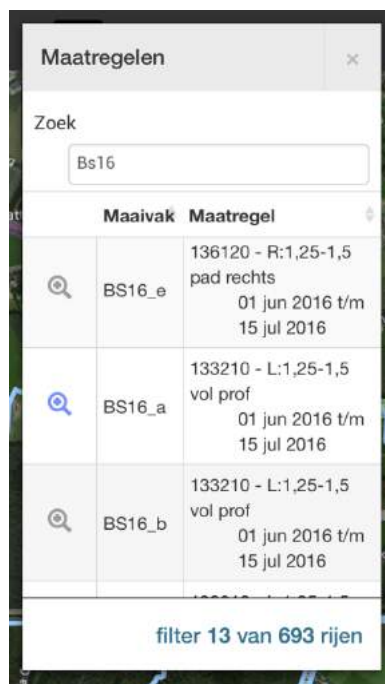 Maatregelen ×
Zoek
Bs16
Maaivak Maatregel
136120 - R:1,25-1,5
pad rechts
BS16_e
01 jun 2016 t/m
15 jul 2016
133210 - L:1,25-1,5
vol prof
BS16_a
01 jun 2016 t/m
15 jul 2016
133210 - L:1,25-1,5
vol prof
BS16_b
01 jun 2016 t/m
15 jul 2016
filter 13 van 693 rijen